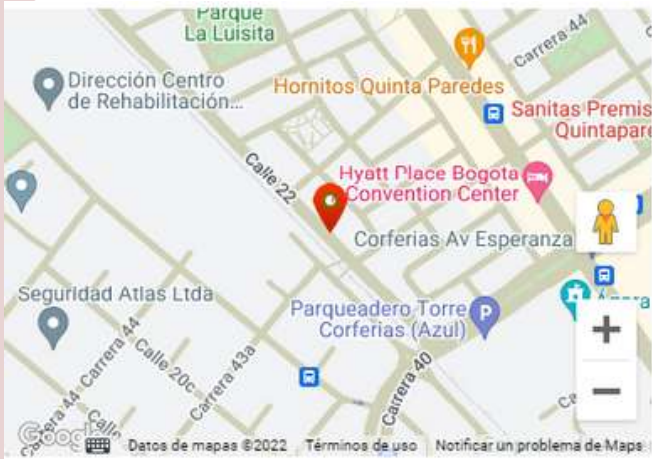 Parque
La Luisita
Carrera 44
Dirección Centro
de Rehabilitación...
Hornitos Quinta Paredes
Sanitas Premis
Quintapare
Calle 22
Hyatt Place Bogota
Convention Center
Corferias Av Esperanza
Seguridad Atlas Ltda
Parqueadero Torre
Corferias (Azul)
P
Carrera 44
Calle 20c
Carrera 43a
Carrera 40
Carrera 44
Calle
Ca
+
−
Google
Datos de mapas ©2022
Términos de uso
Notificar un problema de Maps